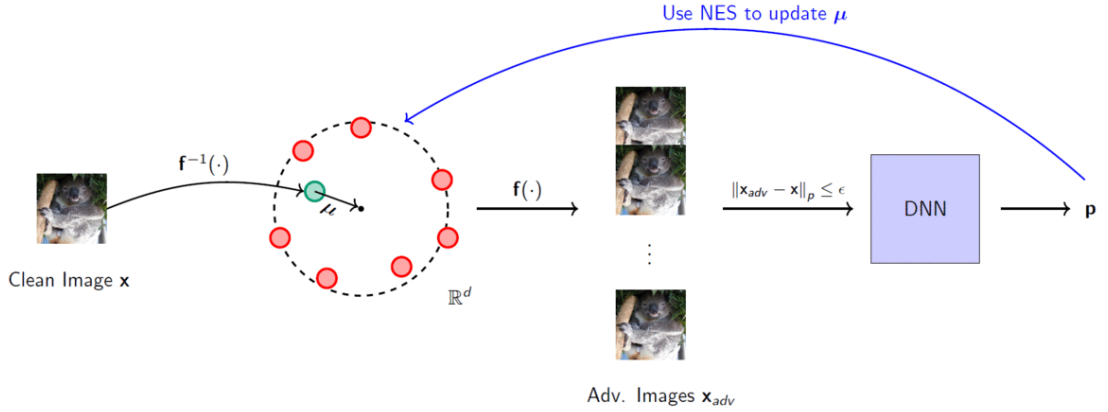 Use NES to update μ
f⁻¹(·)
μ
Clean Image x
ℝᵈ
f(·)
⋮
Adv. Images x_adv
‖x_adv − x‖_p ≤ ϵ
DNN
p